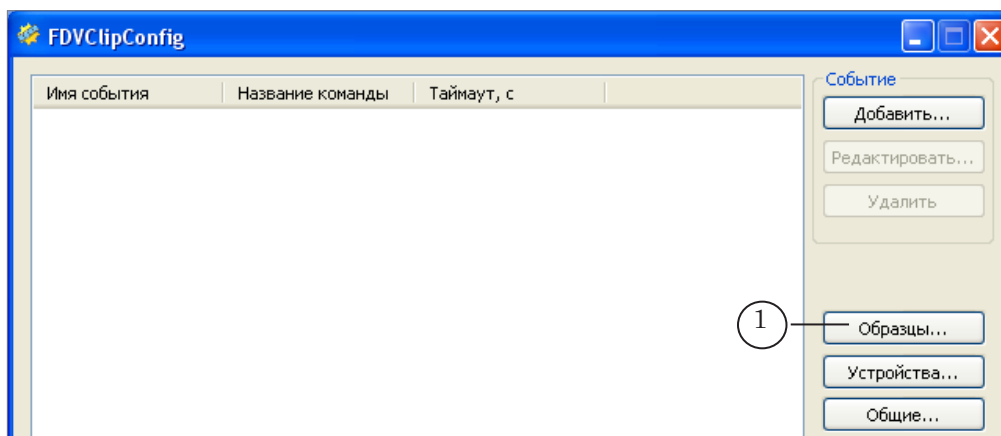 FDVClipConfig
Имя события Название команды Таймаут, с
Событие
Добавить...
Редактировать...
Удалить
1
Образцы...
Устройства...
Общие...